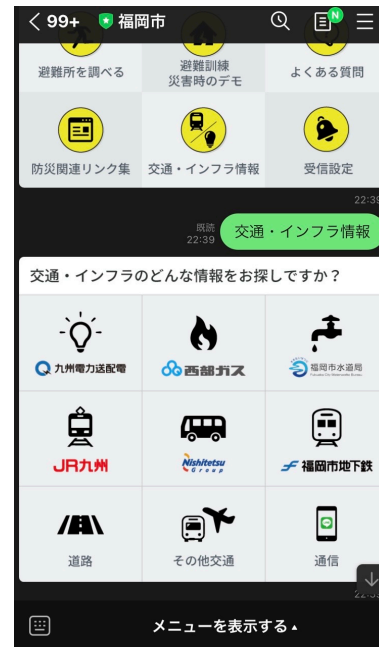 99+ 福岡市 N
避難所を調べる
避難訓練
災害時のデモ
よくある質問
防災関連リンク集
交通・インフラ情報
受信設定
22:39
既読
22:39
交通・インフラ情報
交通・インフラのどんな情報をお探しですか？
九州電力送配電
西部ガス
福岡市水道局
JR九州
Nishitetsu
Group
福岡市地下鉄
道路
その他交通
通信
メニューを表示する